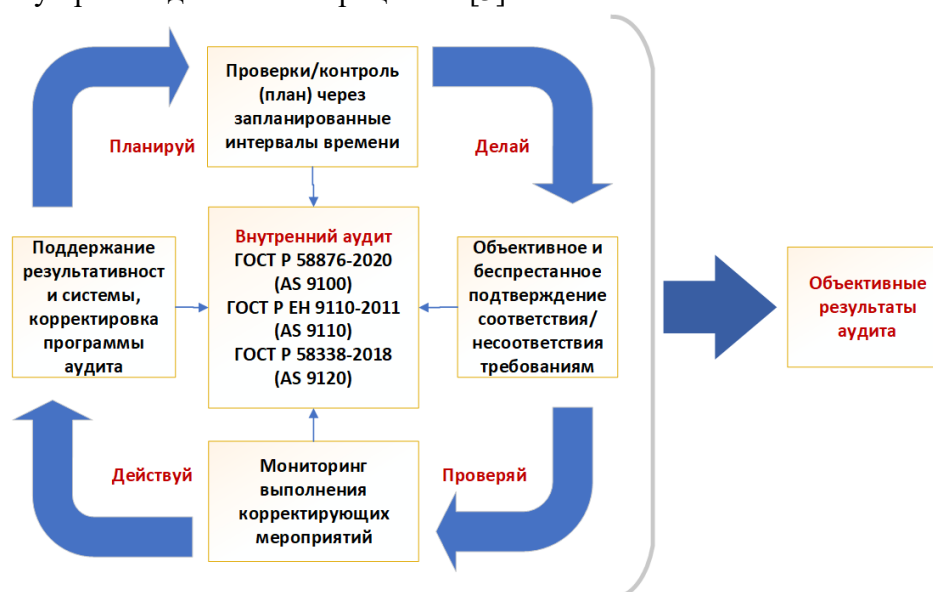 Проверки/контроль
(план) через
запланированные
интервалы времени
Планируй
Делай
Поддержание
результативност
и системы,
корректировка
программы
аудита
Внутренний аудит
ГОСТ Р 58876-2020
(AS 9100)
ГОСТ Р ЕН 9110-2011
(AS 9110)
ГОСТ Р 58338-2018
(AS 9120)
Объективное и
беспрестанное
подтверждение
соответствия/
несоответствия
требованиям
Объективные
результаты
аудита
Действуй
Проверяй
Мониторинг
выполнения
корректирующих
мероприятий